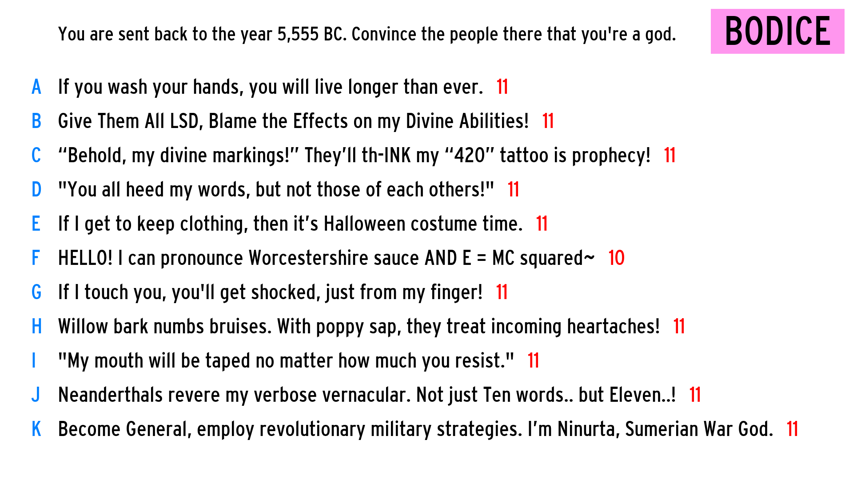 You are sent back to the year 5,555 BC. Convince the people there that you're a god.
BODICE
A If you wash your hands, you will live longer than ever. 11
B Give Them All LSD, Blame the Effects on my Divine Abilities! 11
C “Behold, my divine markings!” They’ll th-INK my “420” tattoo is prophecy! 11
D "You all heed my words, but not those of each others!" 11
E If I get to keep clothing, then it’s Halloween costume time. 11
F HELLO! I can pronounce Worcestershire sauce AND E = MC squared~ 10
G If I touch you, you'll get shocked, just from my finger! 11
H Willow bark numbs bruises. With poppy sap, they treat incoming heartaches! 11
I "My mouth will be taped no matter how much you resist." 11
J Neanderthals revere my verbose vernacular. Not just Ten words.. but Eleven..! 11
K Become General, employ revolutionary military strategies. I’m Ninurta, Sumerian War God. 11